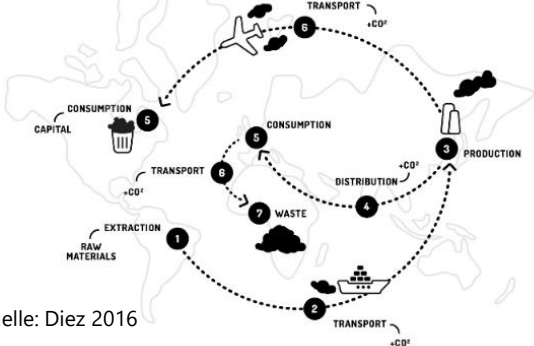 TRANSPORT
+CO²
6
CONSUMPTION
5
CAPITAL
CONSUMPTION
5
3
PRODUCTION
TRANSPORT
6
+CO²
+CO²
DISTRIBUTION
4
7
WASTE
EXTRACTION
1
RAW
MATERIALS
2
TRANSPORT
+CO²
elle: Diez 2016